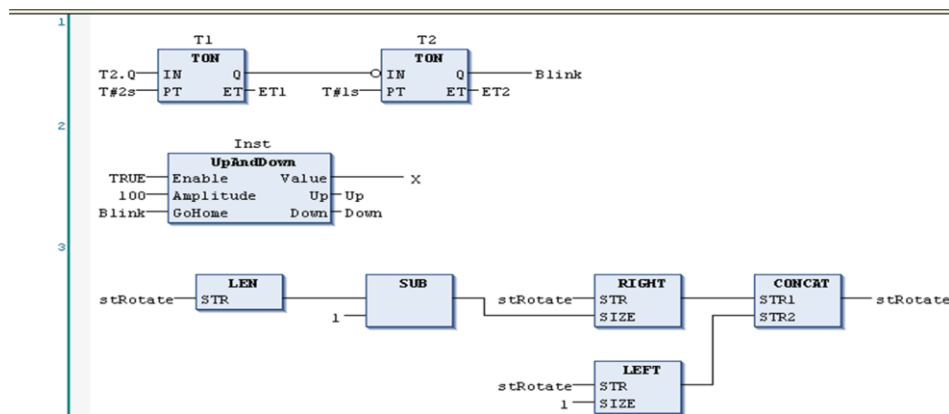 1
T1 T2
TON TON
T2.Q IN Q IN Q Blink
T#2s PT ET ET1 T#1s PT ET ET2
2
Inst
UpAndDown
TRUE Enable Value X
100 Amplitude Up Up
Blink GoHome Down Down
3
LEN SUB RIGHT CONCAT
stRotate STR stRotate STR STR1 stRotate
1 SIZE STR2
LEFT
stRotate STR
1 SIZE